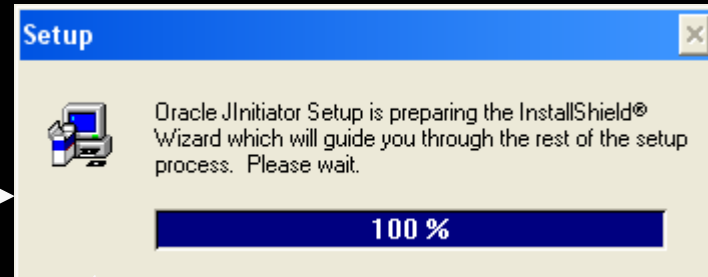 Setup
Oracle JInitiator Setup is preparing the InstallShield®
Wizard which will guide you through the rest of the setup
process. Please wait.
100 %